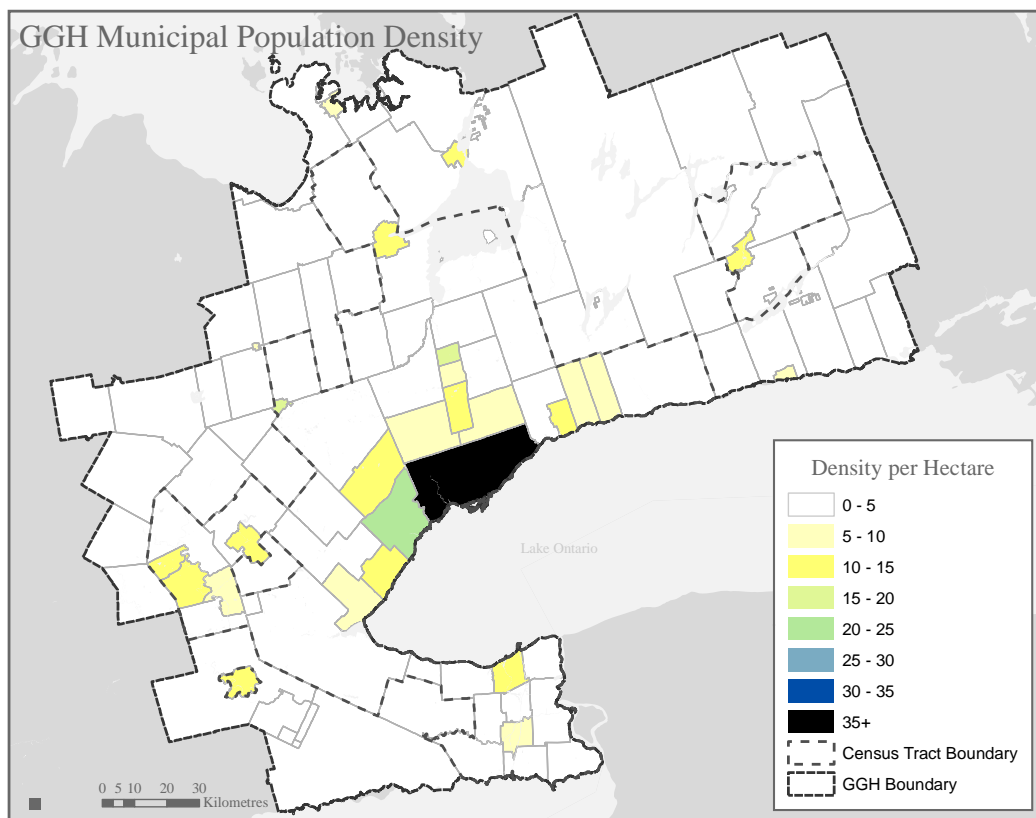 GGH Municipal Population Density
Lake Ontario
Density per Hectare
0 - 5
5 - 10
10 - 15
15 - 20
20 - 25
25 - 30
30 - 35
35+
Census Tract Boundary
GGH Boundary
0 5 10 20 30
Kilometres